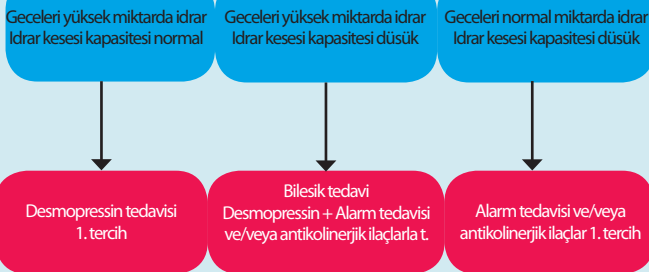 Geceleri yüksek miktarda idrar
Idrar kesesi kapasitesi normal
Geceleri yüksek miktarda idrar
Idrar kesesi kapasitesi düşük
Geceleri normal miktarda idrar
Idrar kesesi kapasitesi düşük
Desmopressin tedavisi
1. tercih
Bilesik tedavi
Desmopressin + Alarm tedavisi
ve/veya antikolinerjik ilaçlarla t.
Alarm tedavisi ve/veya
antikolinerjik ilaçlar 1. tercih